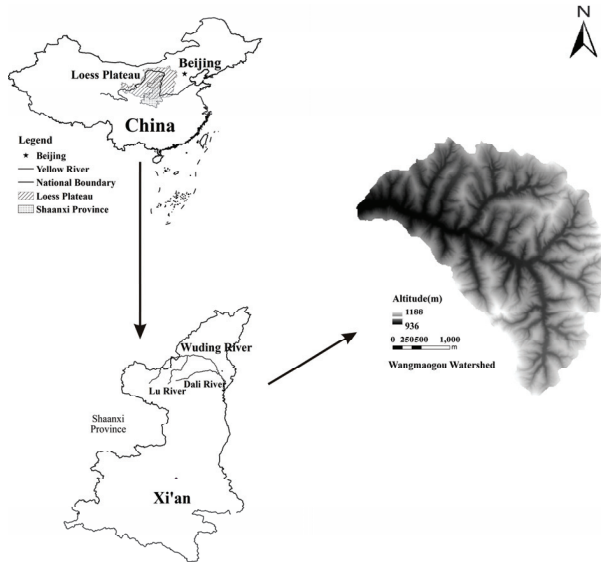 N
Beijing
Loess Plateau
China
Legend
Beijing
Yellow River
National Boundary
Loess Plateau
Shaanxi Province
Altitude(m)
1188
936
0 250500 1,000
m
Wangmaogou Watershed
Wuding River
Lu River
Dali River
Shaanxi
Province
Xi'an